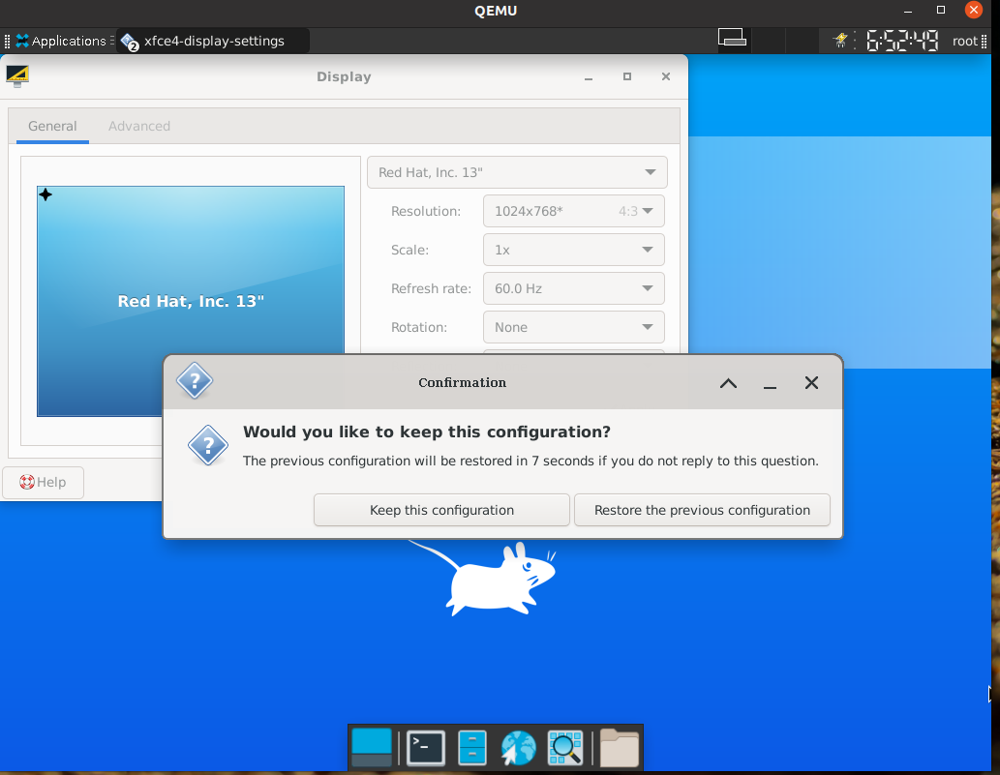 QEMU
Applications
2
xfce4-display-settings
6:52:49
root
Display
General
Advanced
Red Hat, Inc. 13"
Red Hat, Inc. 13"
Resolution:
1024x768*
4:3
Scale:
1x
Refresh rate:
60.0 Hz
Rotation:
None
Confirmation
Would you like to keep this configuration?
The previous configuration will be restored in 7 seconds if you do not reply to this question.
Keep this configuration
Restore the previous configuration
Help
>-